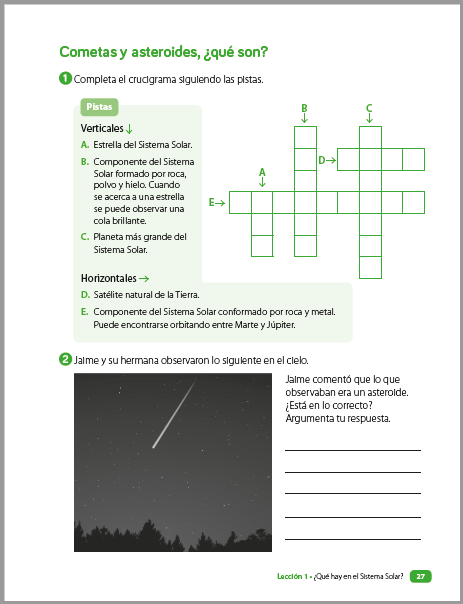 Cometas y asteroides, ¿qué son?
1 Completa el crucigrama siguiendo las pistas.
Pistas
Verticales ↓
A. Estrella del Sistema Solar.
B. Componente del Sistema
Solar formado por roca,
polvo y hielo. Cuando
se acerca a una estrella
se puede observar una
cola brillante.
C. Planeta más grande del
Sistema Solar.
Horizontales →
D. Satélite natural de la Tierra.
E. Componente del Sistema Solar conformado por roca y metal.
Puede encontrarse orbitando entre Marte y Júpiter.
B
C
D→
A
E→
2 Jaime y su hermana observaron lo siguiente en el cielo.
Jaime comentó que lo que
observaban era un asteroide.
¿Está en lo correcto?
Argumenta tu respuesta.
Lección 1 • ¿Qué hay en el Sistema Solar? 27